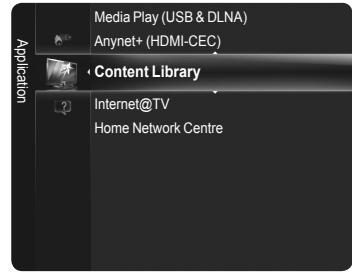 Application
Media Play (USB & DLNA)
Anynet+ (HDMI-CEC)
Content Library
Internet@TV
Home Network Centre